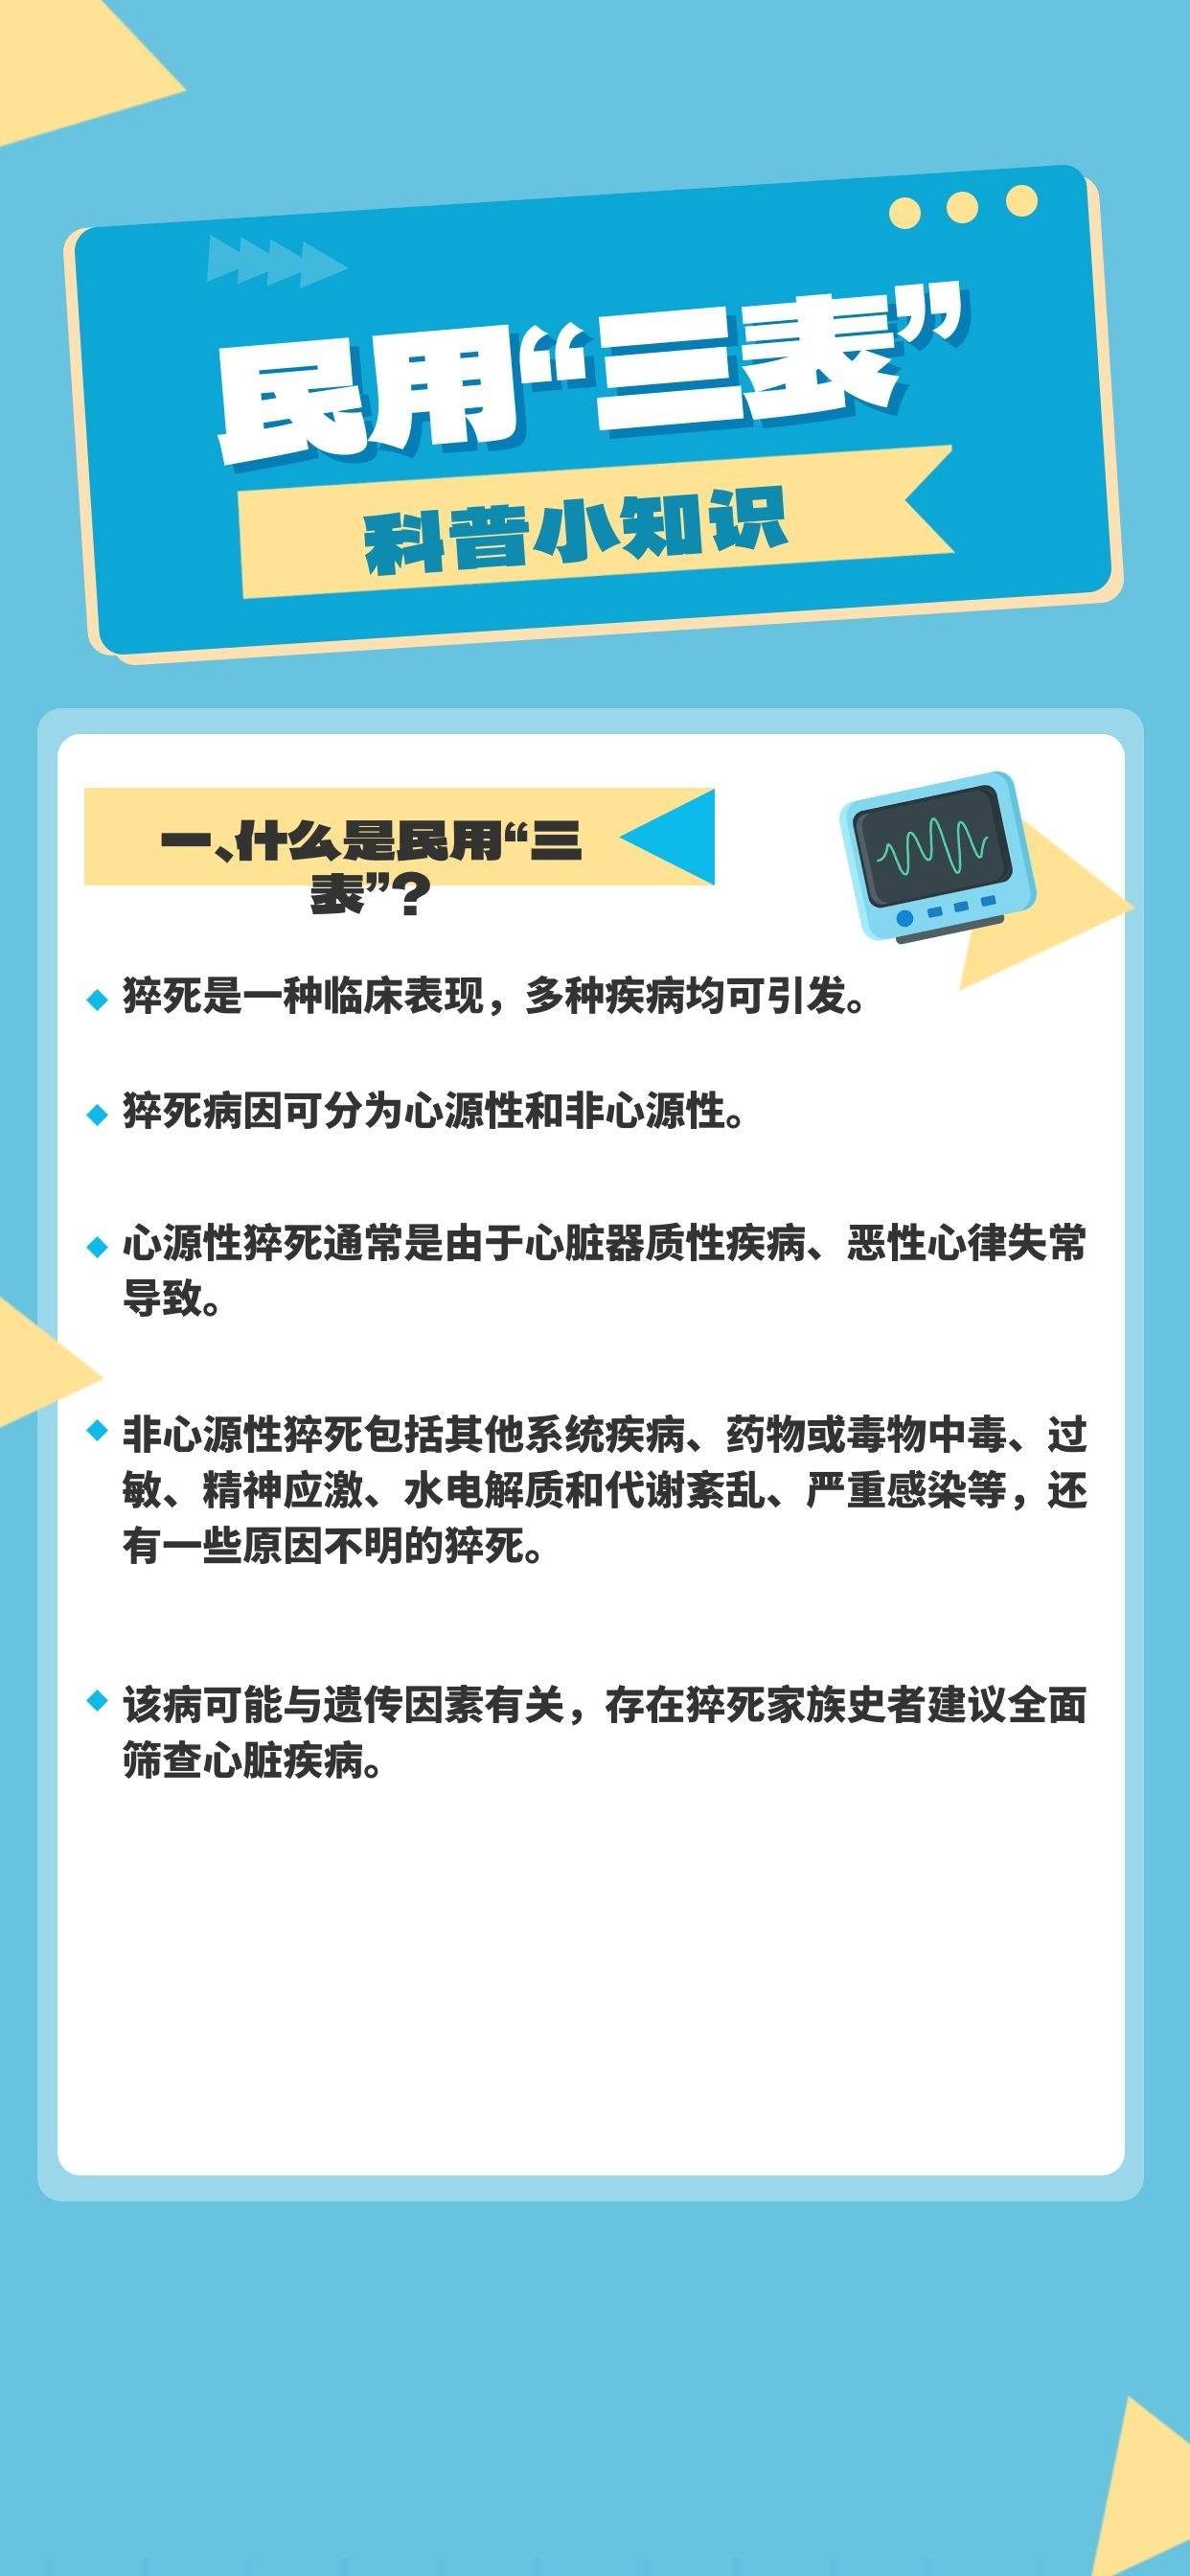 民用“三表”
科普小知识
一、什么是民用“三
表”？
猝死是一种临床表现，多种疾病均可引发。
猝死病因可分为心源性和非心源性。
心源性猝死通常是由于心脏器质性疾病、恶性心律失常
导致。
非心源性猝死包括其他系统疾病、药物或毒物中毒、过
敏、精神应激、水电解质和代谢紊乱、严重感染等，还
有一些原因不明的猝死。
该病可能与遗传因素有关，存在猝死家族史者建议全面
筛查心脏疾病。